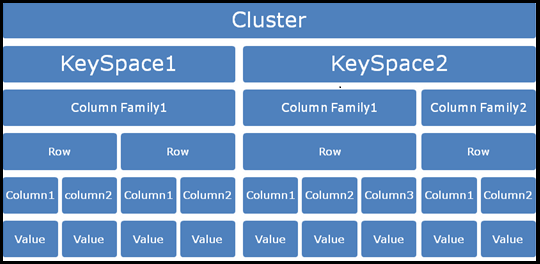 Cluster
KeySpace1 KeySpace2
Column Family1 Column Family1 Column Family2
Row Row Row Row
Column1 column2 Column1 Column2 Column1 Column2 Column3 Column1 Column2
Value Value Value Value Value Value Value Value Value